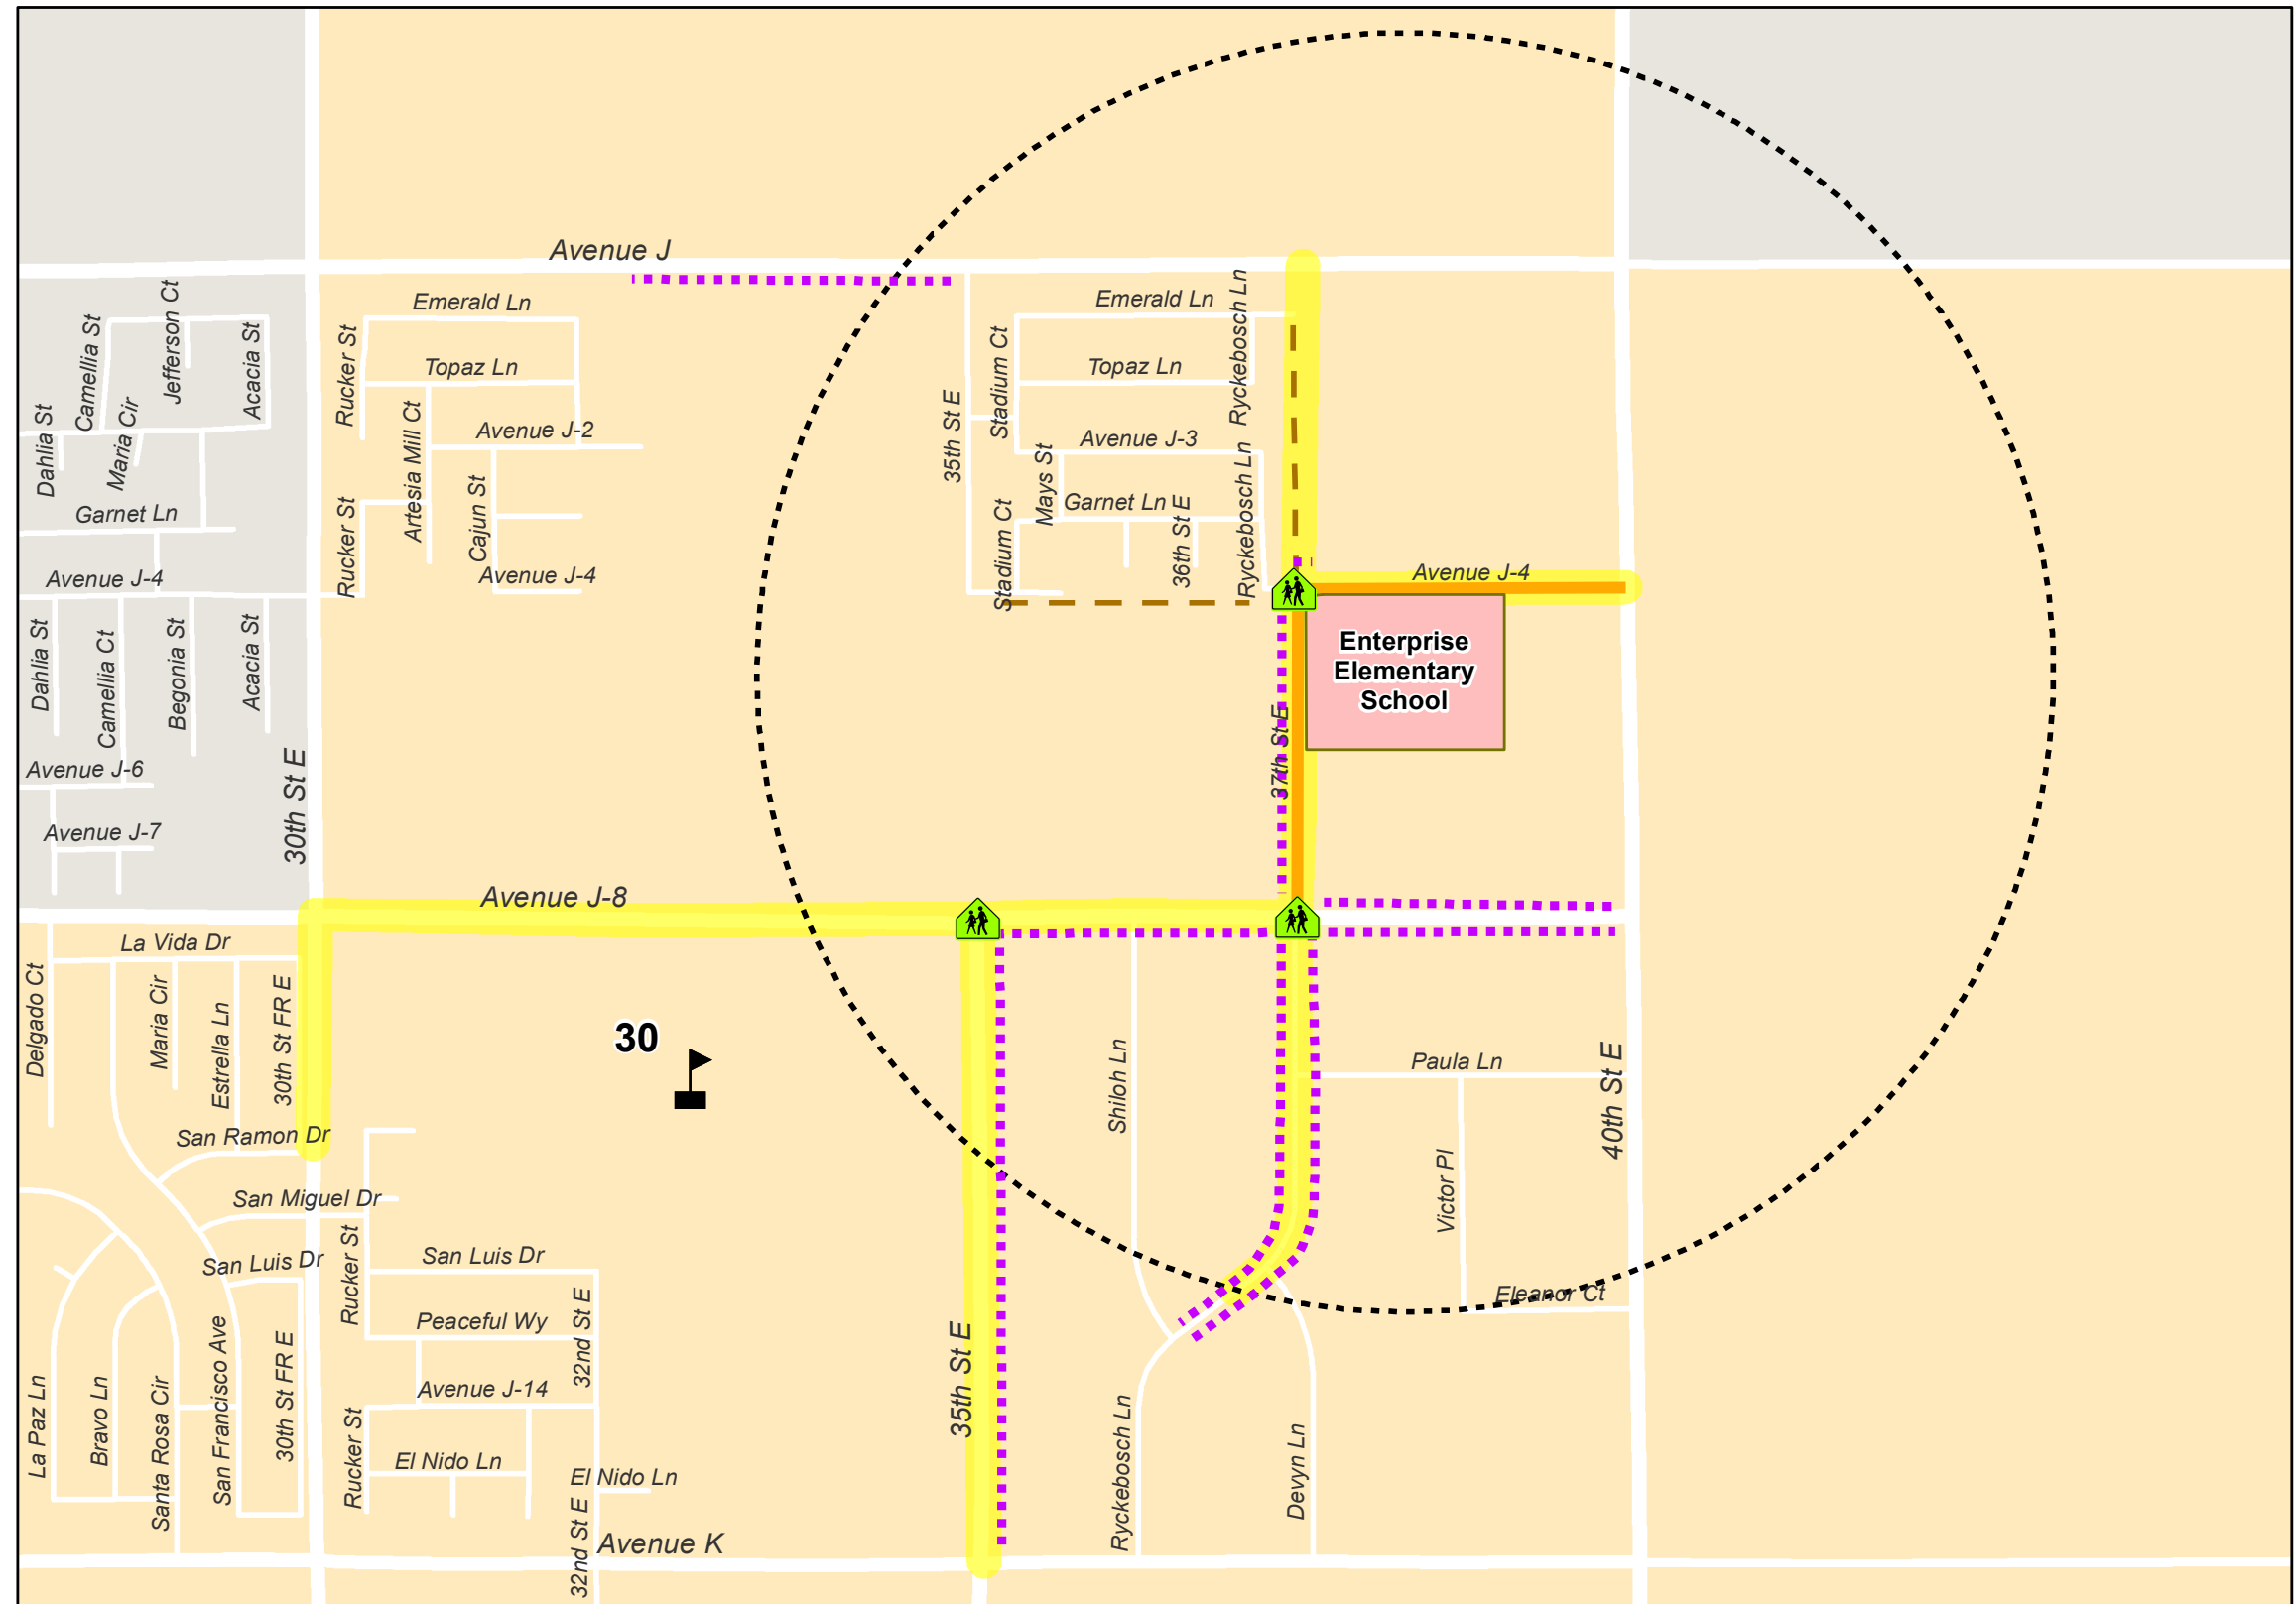 Avenue J
Emerald Ln
Emerald Ln
Jefferson Ct
Camellia St
Acacia St
Rucker St
Stadium Ct
Ryckebosch Ln
Topaz Ln
Topaz Ln
Maria Cir
Dahlia St
Artesia Mill Ct
Avenue J-2
35th St E
Avenue J-3
Mays St
Garnet Ln
Cajun St
Garnet Ln
36th St E
Ryckebosch Ln
Rucker St
Stadium Ct
Avenue J-4
Avenue J-4
Avenue J-4
Dahlia St
Camellia Ct
Begonia St
Acacia St
Enterprise
Elementary
School
37th St E
Avenue J-6
30th St E
Avenue J-7
Avenue J-8
La Vida Dr
Delgado Ct
Maria Cir
Estrella Ln
30th St FR E
30
Shiloh Ln
Paula Ln
40th St E
San Ramon Dr
Victor Pl
San Miguel Dr
Rucker St
San Luis Dr
San Luis Dr
Eleanor Ct
Peaceful Wy
32nd St E
35th St E
La Paz Ln
Bravo Ln
Santa Rosa Cir
San Francisco Ave
30th St FR E
Avenue J-14
Rucker St
El Nido Ln
El Nido Ln
Ryckebosch Ln
Devyn Ln
32nd St E
Avenue K